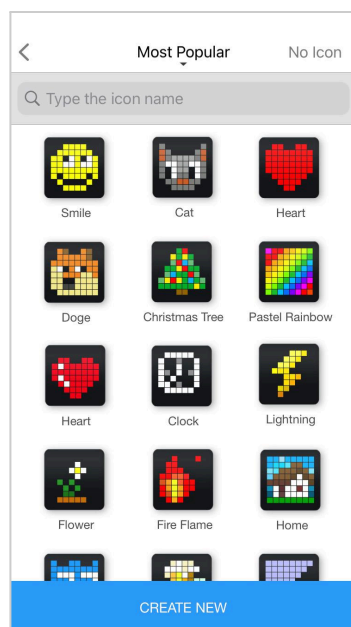 Most Popular
No Icon
Type the icon name
Smile
Cat
Heart
Doge
Christmas Tree
Pastel Rainbow
Heart
Clock
Lightning
Flower
Fire Flame
Home
CREATE NEW